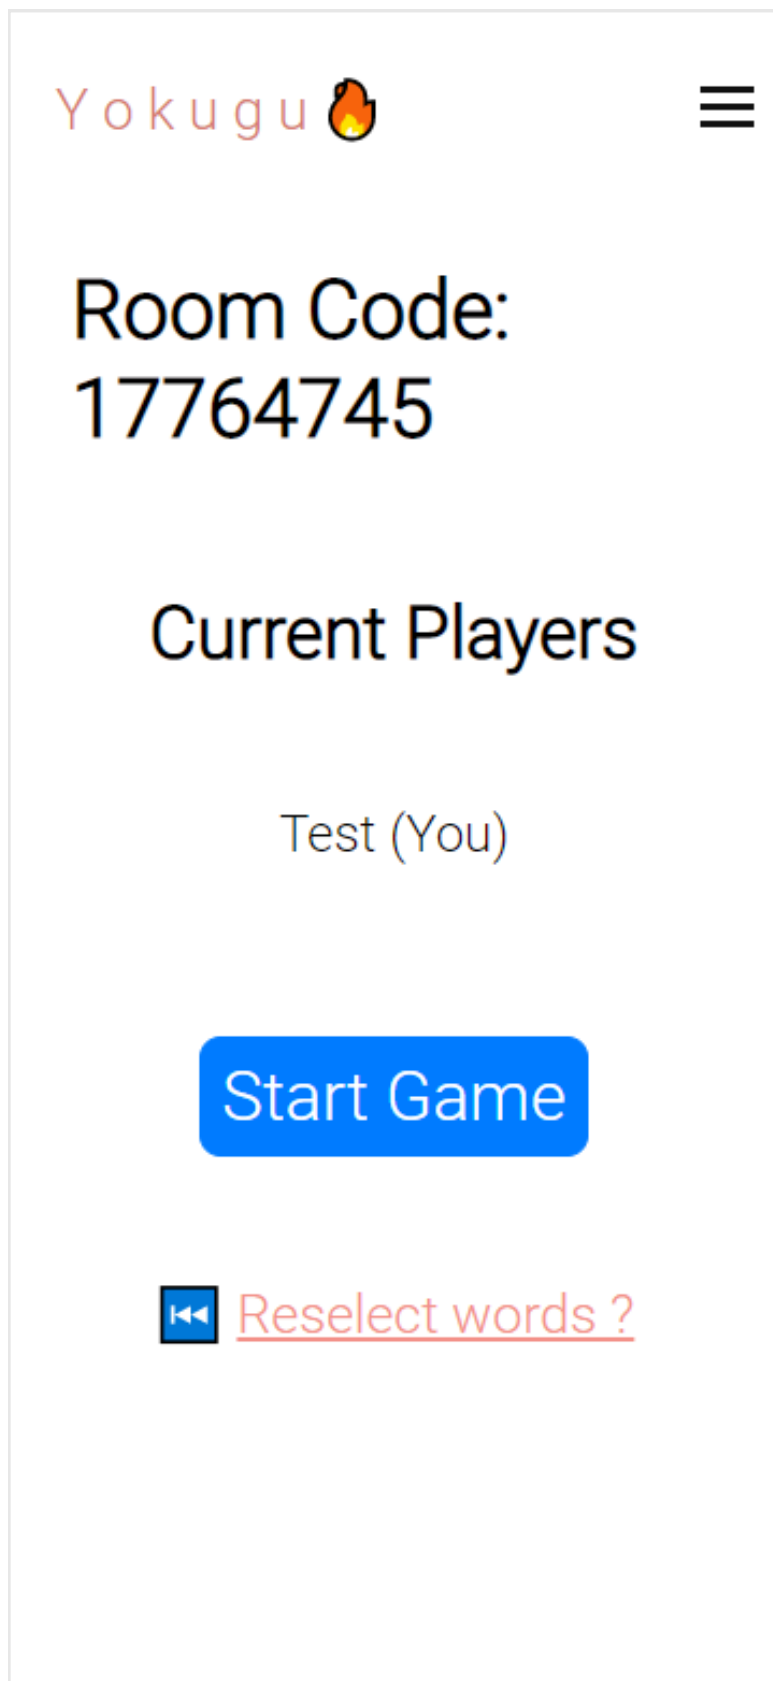 Yokugu🔥
Room Code:
17764745
Current Players
Test (You)
Start Game
⏮ Reselect words ?